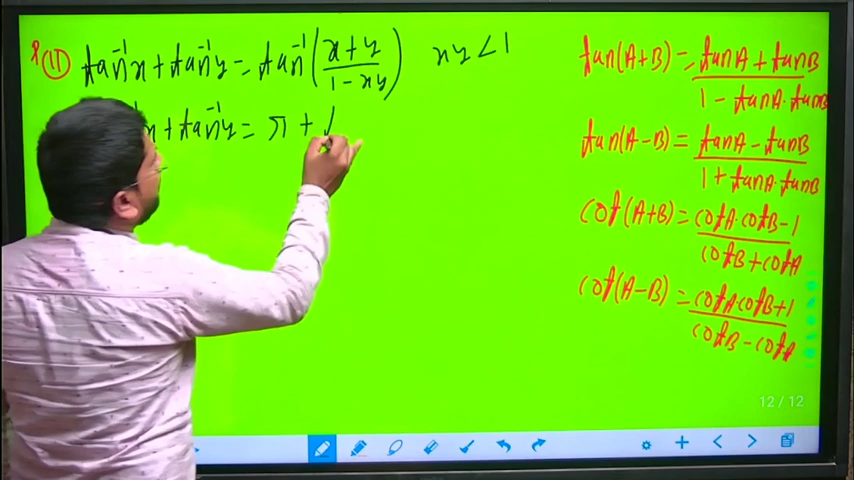 (11) tan⁻¹x + tan⁻¹y = tan⁻¹((x+y)/(1-xy)) xy < 1
x + tan⁻¹y = π +
tan(A+B) = (tanA + tanB)/(1 - tanA·tanB)
tan(A-B) = (tanA - tanB)/(1 + tanA·tanB)
cot(A+B) = (cotA·cotB-1)/(cotB+cotA)
cot(A-B) = (cotA cotB+1)/(cotB-cotA)
12/12